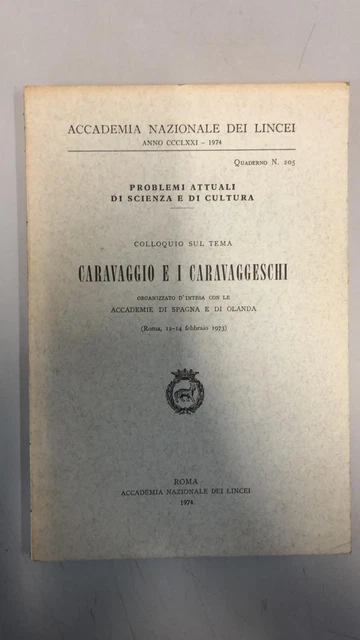 ACCADEMIA NAZIONALE DEI LINCEI
ANNO CCCLXXI - 1974
QUADERNO N. 205
PROBLEMI ATTUALI
DI SCIENZA E DI CULTURA
COLLOQUIO SUL TEMA
CARAVAGGIO E I CARAVAGGESCHI
ORGANIZZATO D'INTESA CON LE
ACCADEMIE DI SPAGNA E DI OLANDA
(Roma, 12-14 febbraio 1973)
ROMA
ACCADEMIA NAZIONALE DEI LINCEI
1974